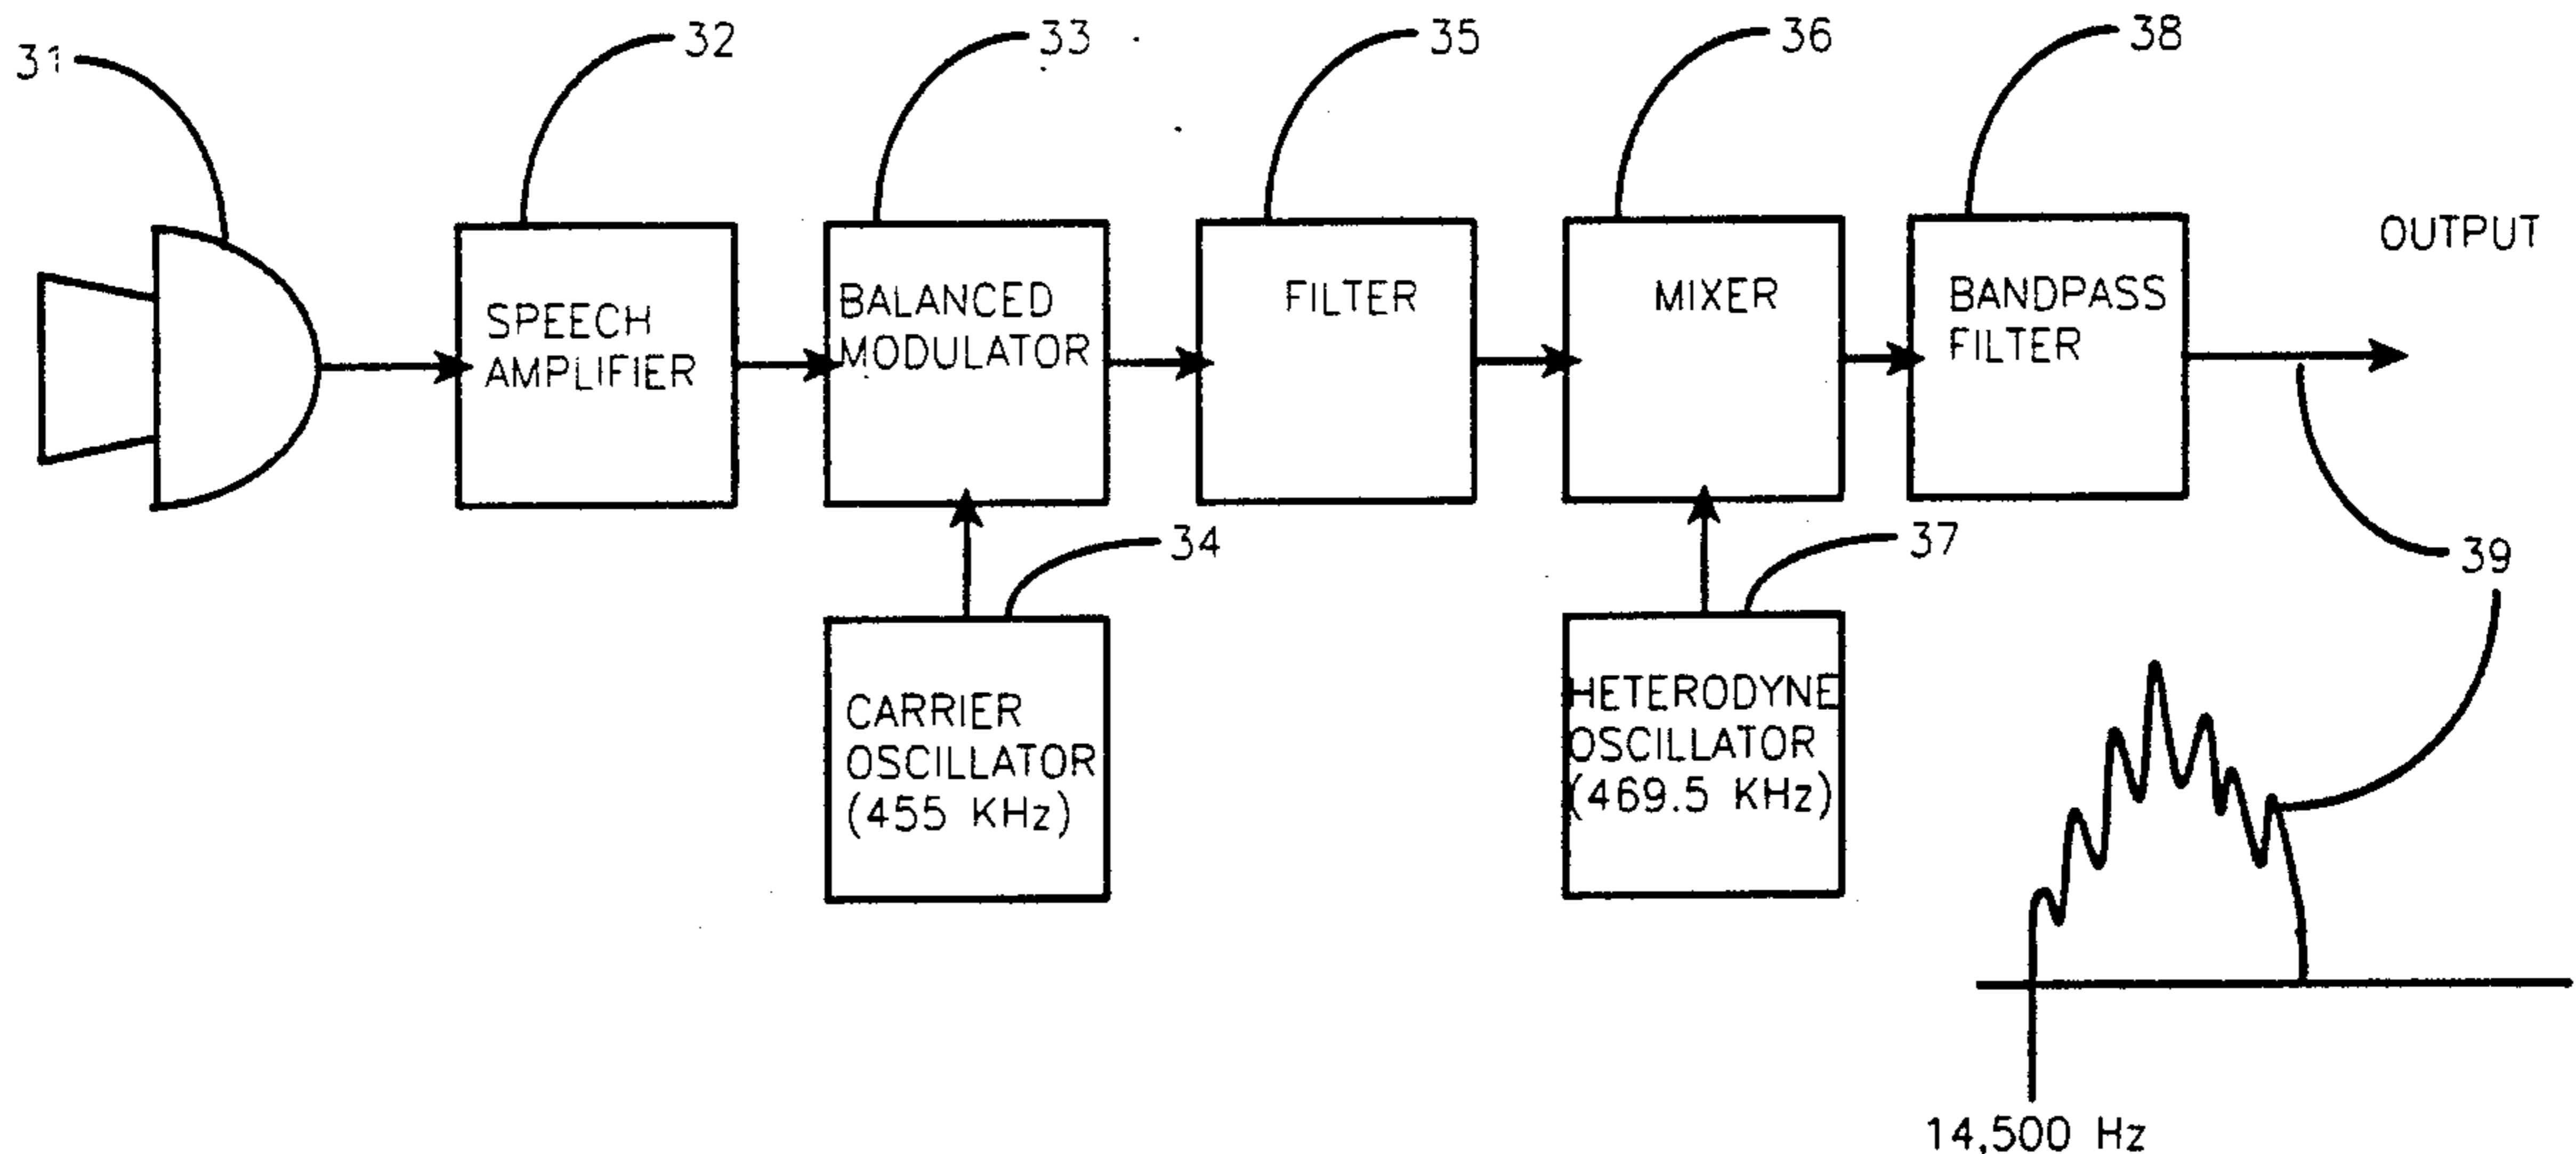 31
32
33
35
36
38
SPEECH
AMPLIFIER
BALANCED
MODULATOR
FILTER
MIXER
BANDPASS
FILTER
OUTPUT
34
37
39
CARRIER
OSCILLATOR
(455 KHz)
HETERODYNE
OSCILLATOR
(469.5 KHz)
14,500 Hz